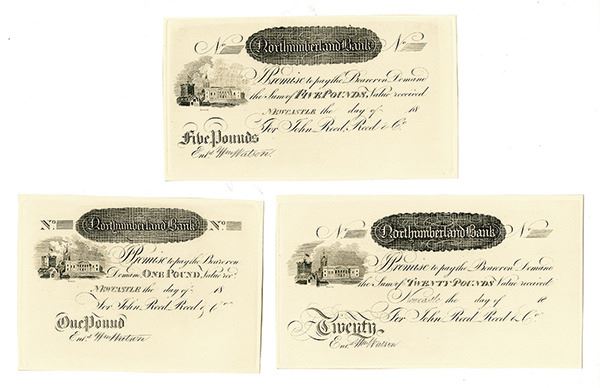 No. Northumberland Bank No.
I Promise to pay the Bearer on Demand
the Sum of FIVE POUNDS, Value received
NEWCASTLE the day of 18
For John Reed, Reed & Co.
Five Pounds
Entd. Wm Watson.
No. Northumberland Bank No.
I Promise to pay the Bearer on
Demand ONE POUND, Value recd.
NEWCASTLE the day of 18
For John Reed, Reed & Co.
One Pound
Entd. Wm Watson
No. Northumberland Bank No.
I Promise to pay the Bearer on Demand
the Sum of TWENTY POUNDS Value received
Newcastle the day of 18
For John Reed, Reed & Co.
Twenty
Entd. Wm Watson